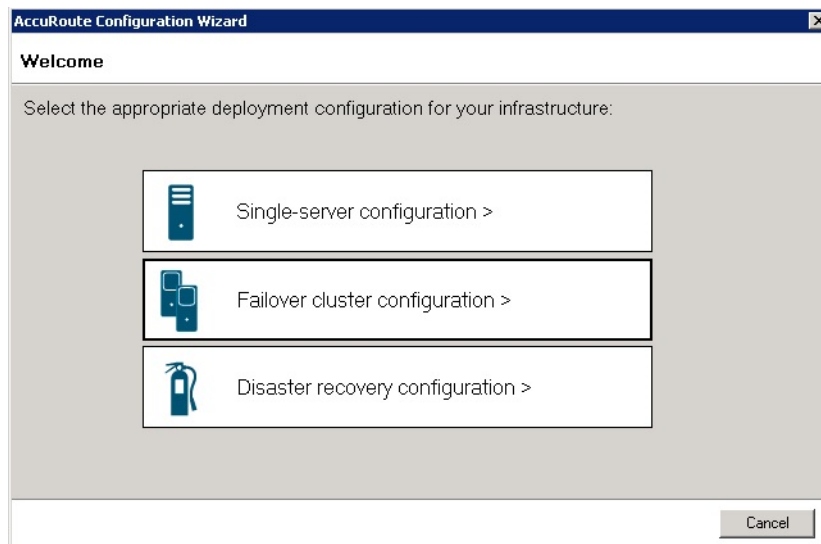 AccuRoute Configuration Wizard
Welcome
Select the appropriate deployment configuration for your infrastructure:
Single-server configuration >
Failover cluster configuration >
Disaster recovery configuration >
Cancel